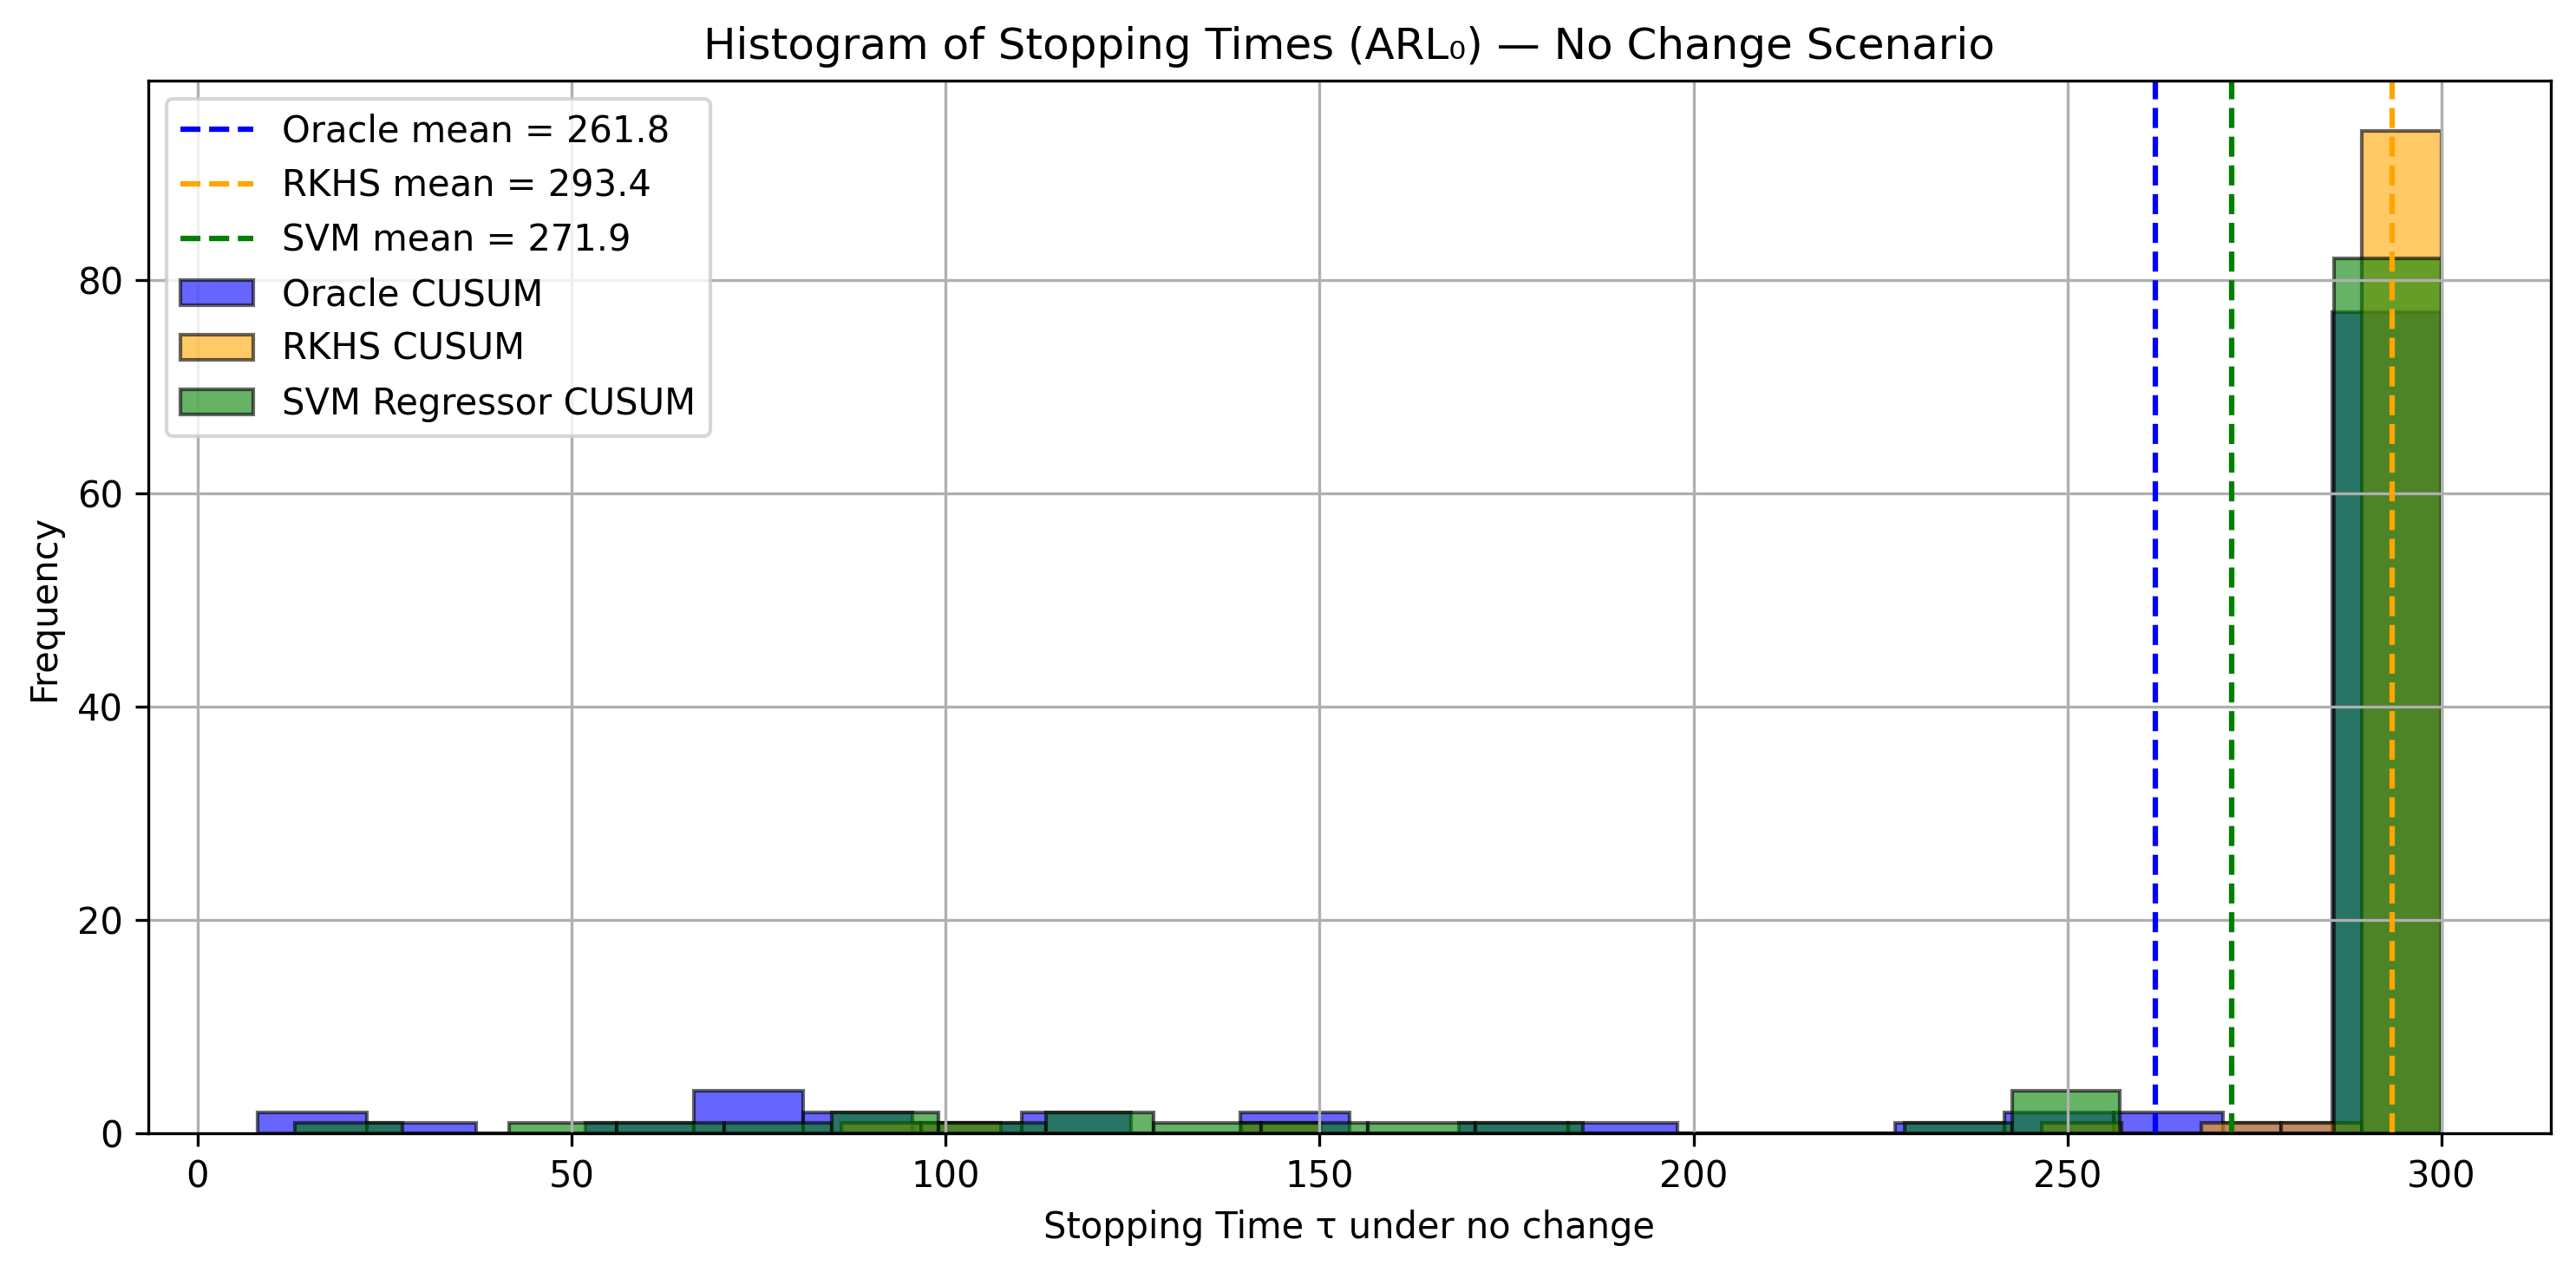 Histogram of Stopping Times (ARL₀) — No Change Scenario
Oracle mean = 261.8
RKHS mean = 293.4
SVM mean = 271.9
Oracle CUSUM
RKHS CUSUM
SVM Regressor CUSUM
Frequency
80
60
40
20
0
0 50 100 150 200 250 300
Stopping Time τ under no change